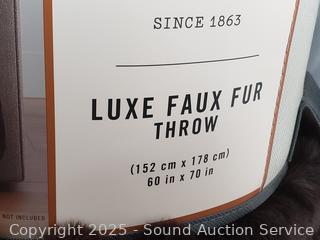 SINCE 1863
LUXE FAUX FUR
THROW
(152 cm x 178 cm)
60 in x 70 in
NOT INCLUDED
Copyright 2025 - Sound Auction Service